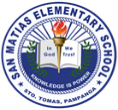 SAN MATIAS ELEMENTARY SCHOOL
In We
God Trust
KNOWLEDGE IS POWER
STO. TOMAS, PAMPANGA